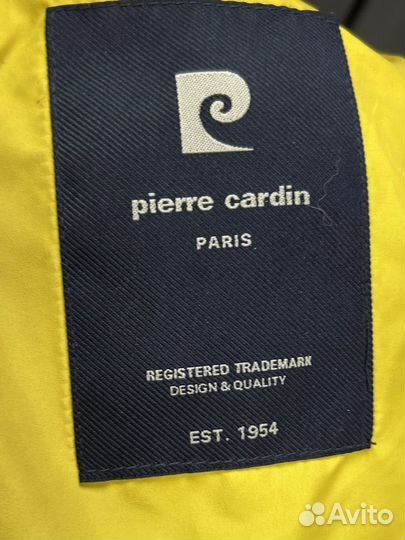 pierre cardin
PARIS
REGISTERED TRADEMARK
DESIGN & QUALITY
EST. 1954
Avito